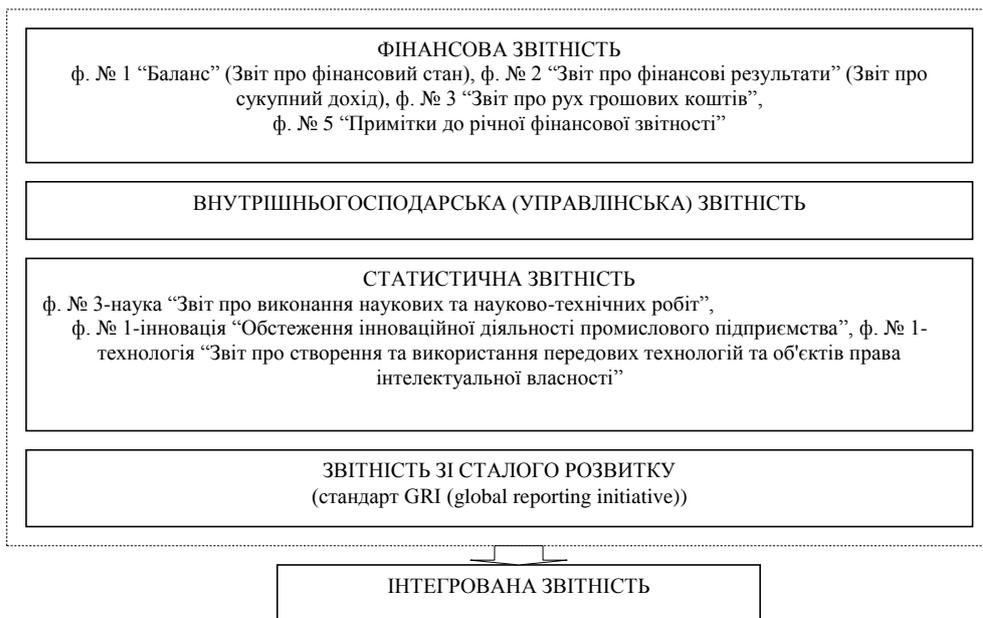 ФІНАНСОВА ЗВІТНІСТЬ
ф. № 1 “Баланс” (Звіт про фінансовий стан), ф. № 2 “Звіт про фінансові результати” (Звіт про
сукупний дохід), ф. № 3 “Звіт про рух грошових коштів”,
ф. № 5 “Примітки до річної фінансової звітності”
ВНУТРІШНЬОГОСПОДАРСЬКА (УПРАВЛІНСЬКА) ЗВІТНІСТЬ
СТАТИСТИЧНА ЗВІТНІСТЬ
ф. № 3-наука “Звіт про виконання наукових та науково-технічних робіт”,
ф. № 1-інновація “Обстеження інноваційної діяльності промислового підприємства”, ф. № 1-
технологія “Звіт про створення та використання передових технологій та об'єктів права
інтелектуальної власності”
ЗВІТНІСТЬ ЗІ СТАЛОГО РОЗВИТКУ
(стандарт GRI (global reporting initiative))
ІНТЕГРОВАНА ЗВІТНІСТЬ